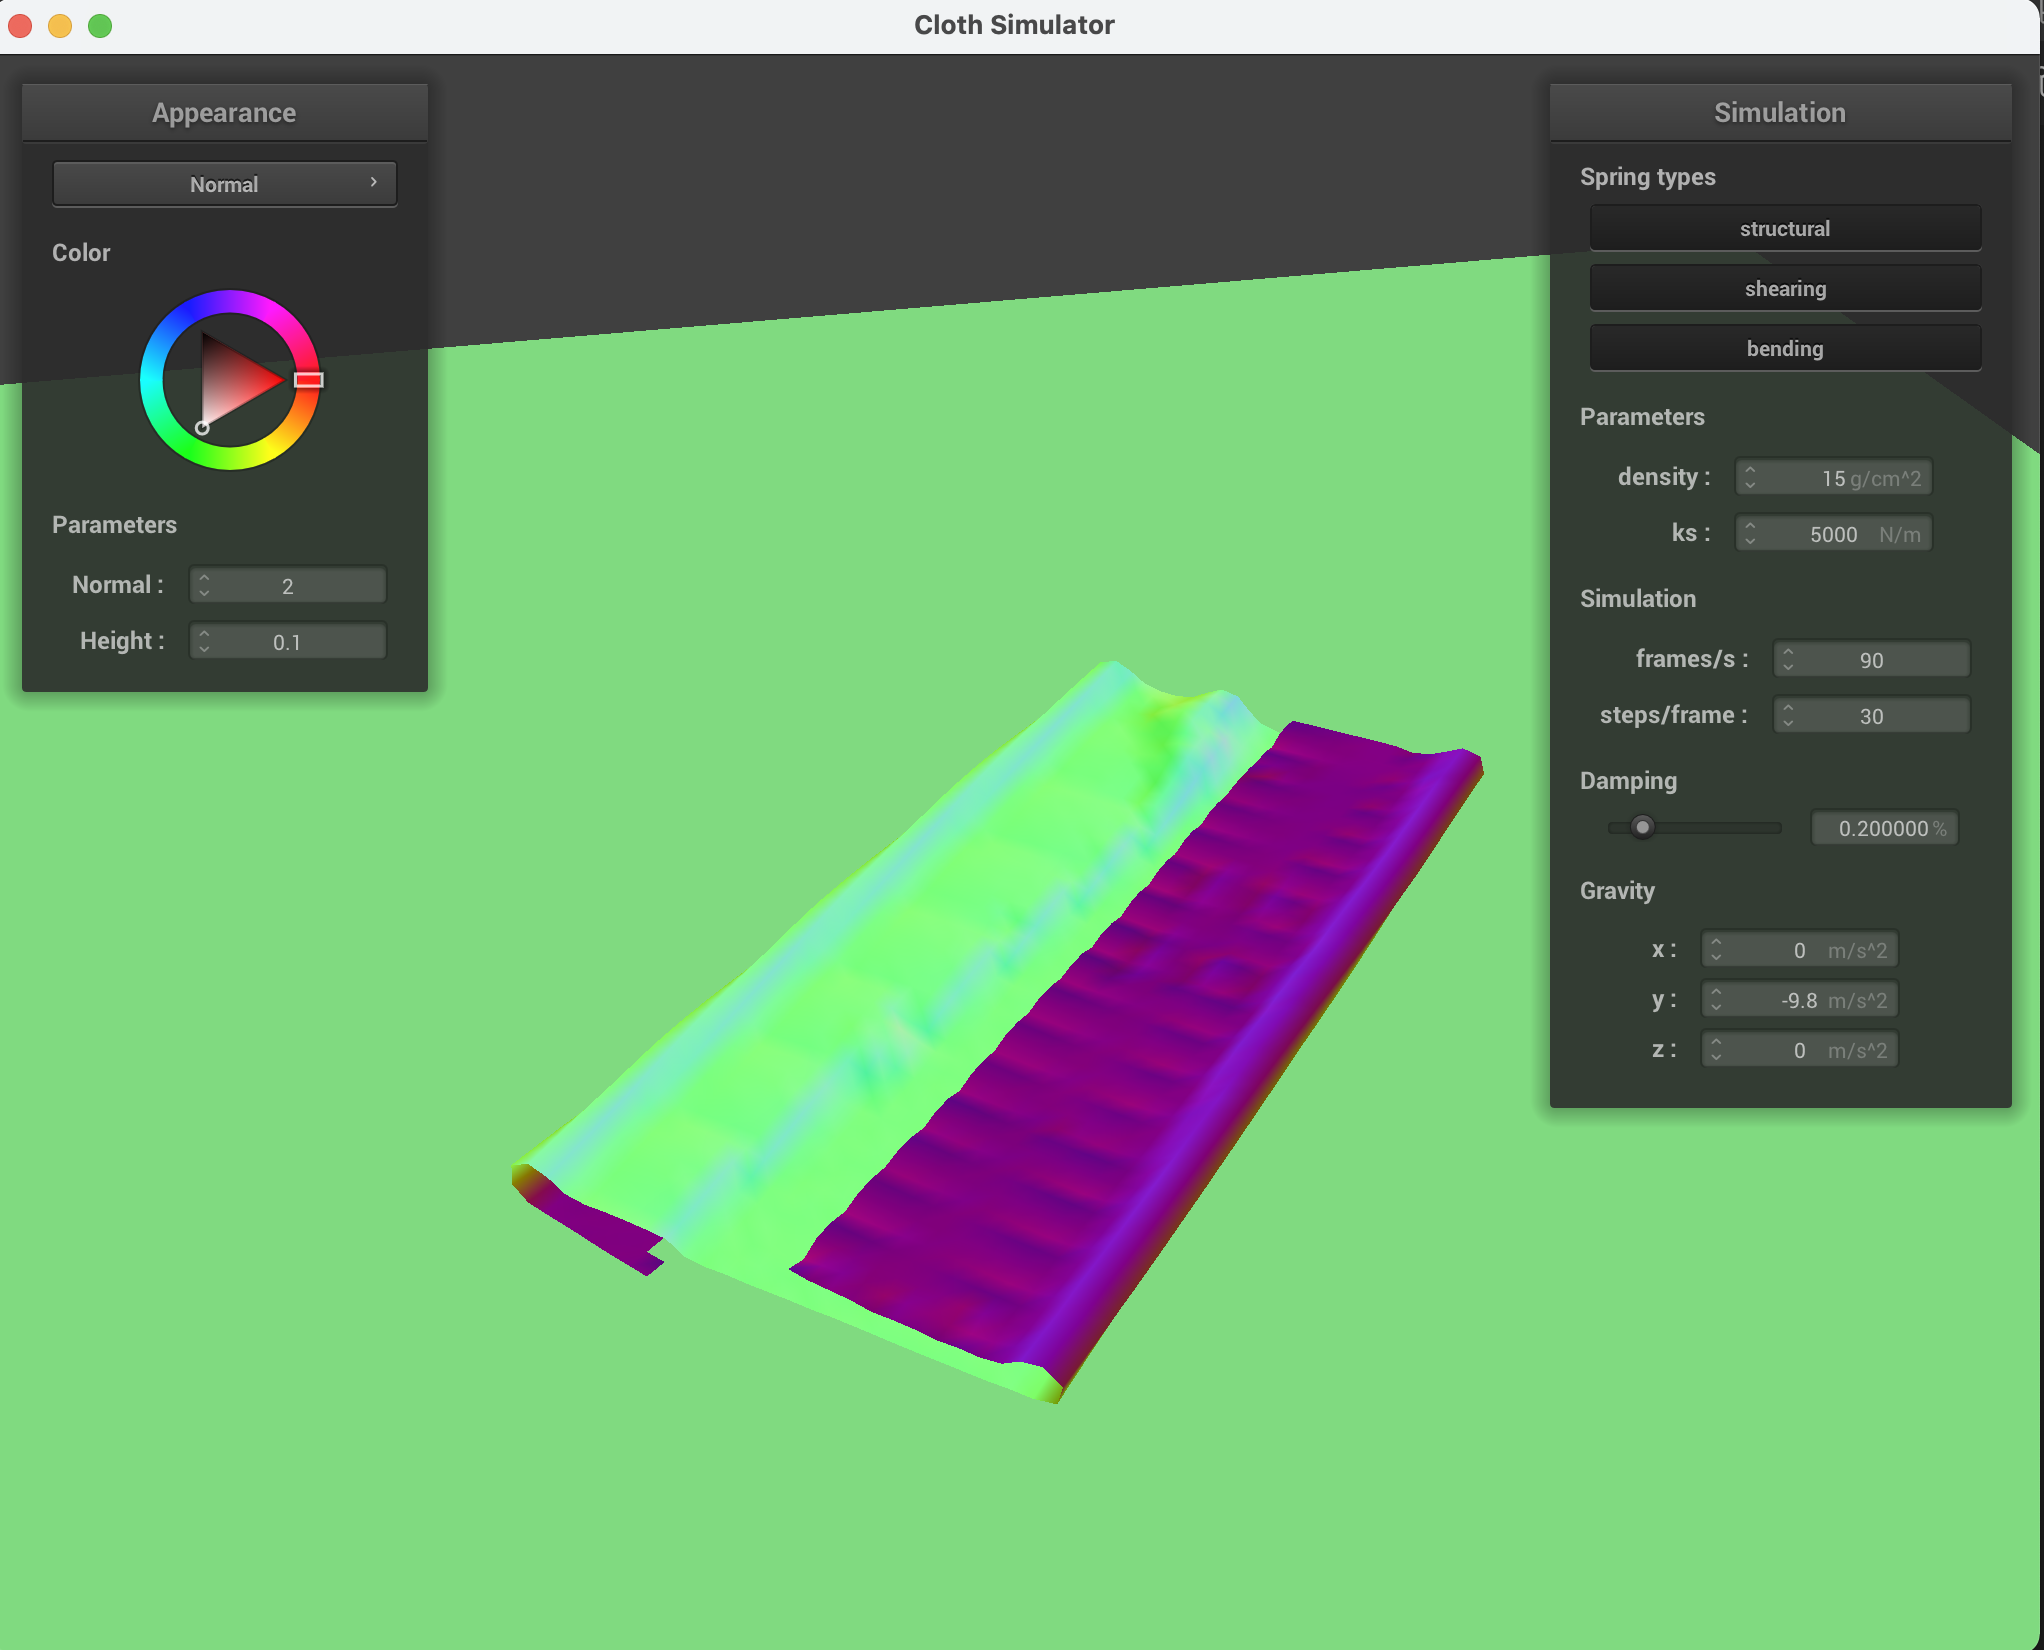 Cloth Simulator
Appearance
Normal ›
Color
Parameters
Normal : 2
Height : 0.1
Simulation
Spring types
structural
shearing
bending
Parameters
density : 15 g/cm^2
ks : 5000 N/m
Simulation
frames/s : 90
steps/frame : 30
Damping
0.200000 %
Gravity
x : 0 m/s^2
y : -9.8 m/s^2
z : 0 m/s^2